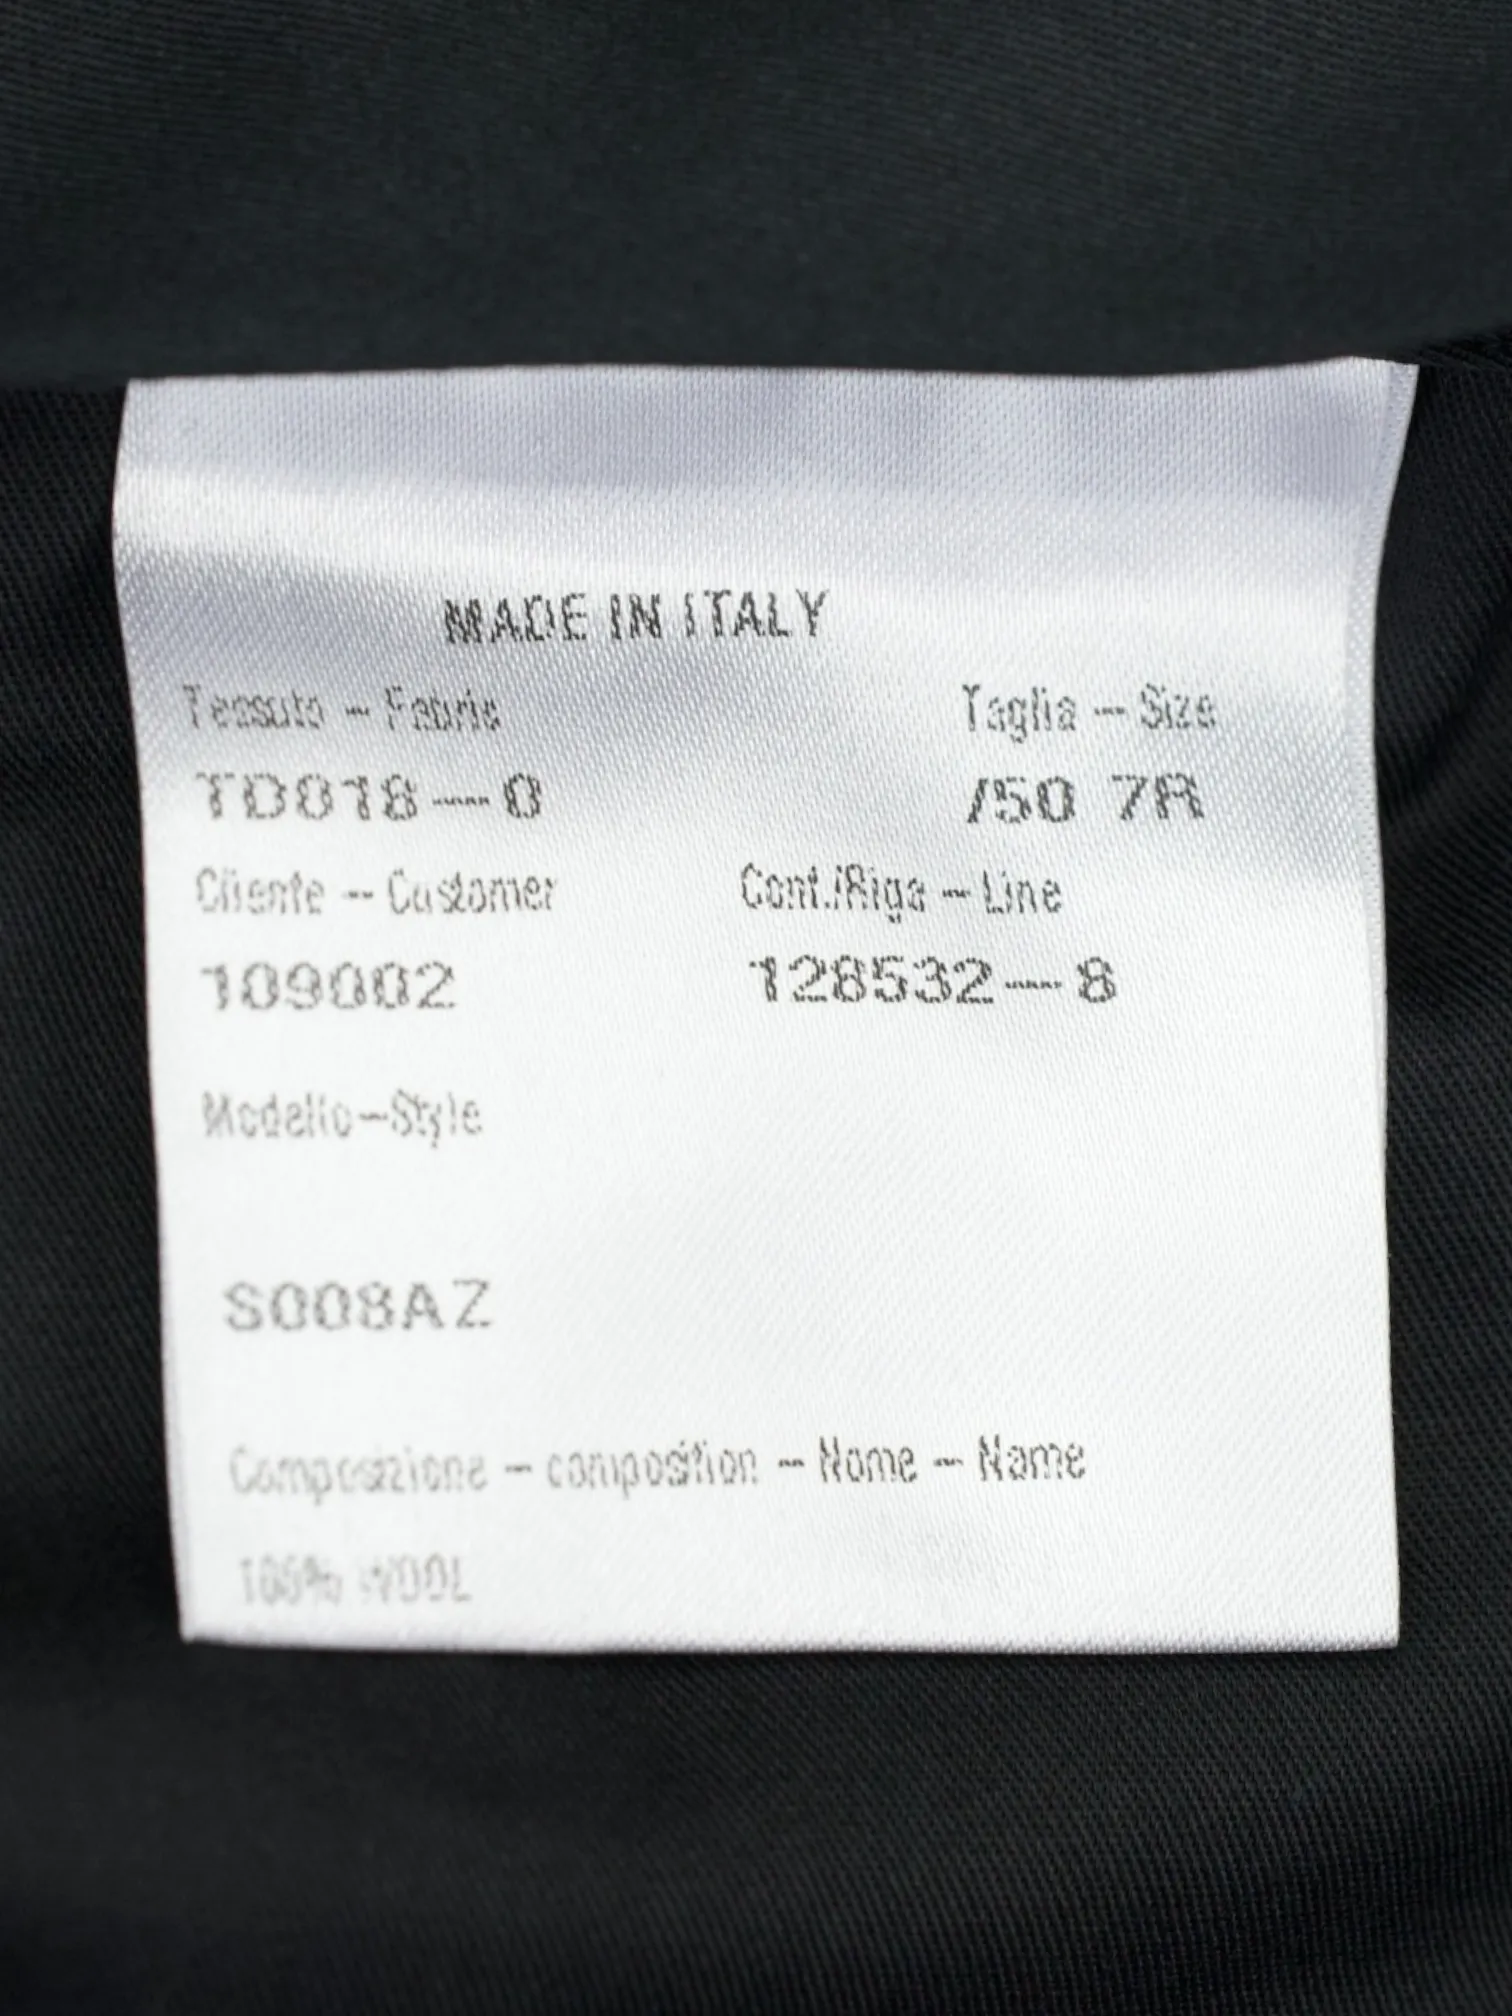 MADE IN ITALY
Tessuto - Fabric Taglia - Size
TD018-0 /50 7R
Cliente - Customer Conf./Riga - Line
109002 128532-8
Modello-Style
S008AZ
Composizione - composition - Nome - Name
100% WOOL